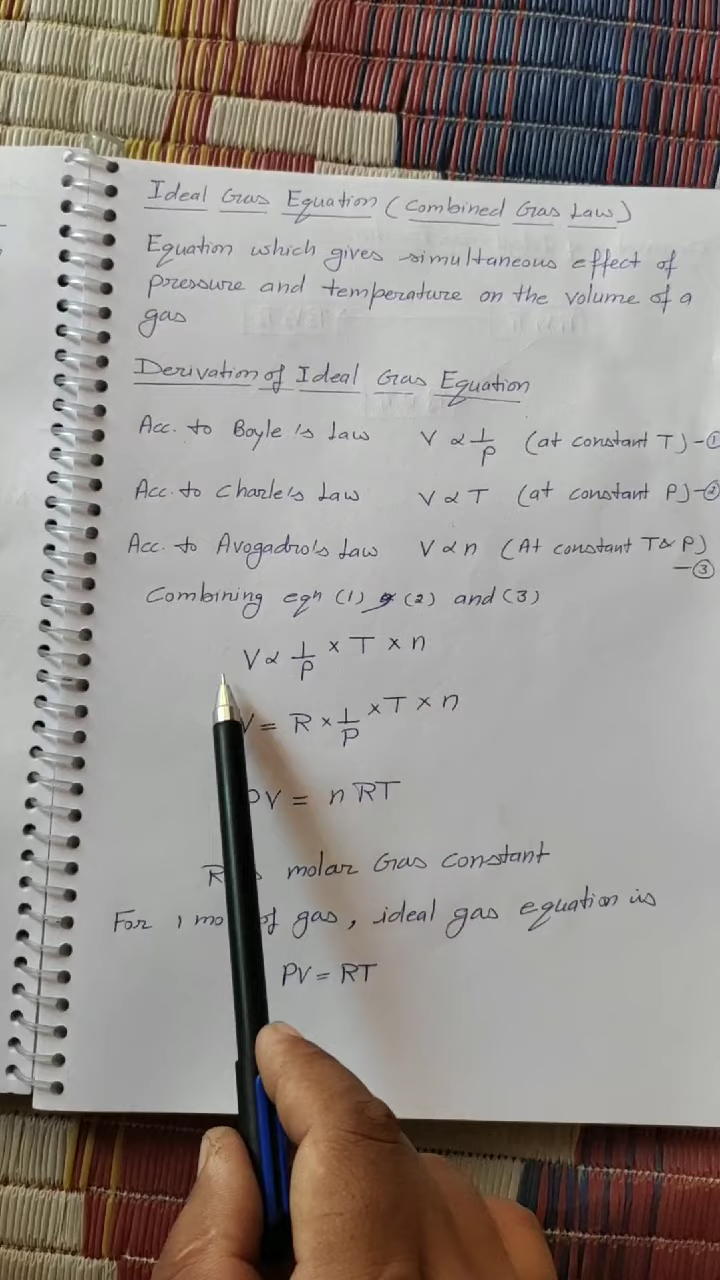 Ideal Gas Equation (Combined Gas Law)
Equation which gives simultaneous effect of
pressure and temperature on the volume of a
gas
Derivation of Ideal Gas Equation
Acc. to Boyle's Law V ∝ 1/P (at constant T) - ①
Acc. to Charle's Law V ∝ T (at constant P) - ②
Acc. to Avogadro's Law V ∝ n (At constant T & P)
- ③
Combining eqn (1) (2) and (3)
V ∝ 1/P × T × n
V = R × 1/P × T × n
PV = nRT
R molar Gas constant
For 1 of gas, ideal gas equation is
PV = RT